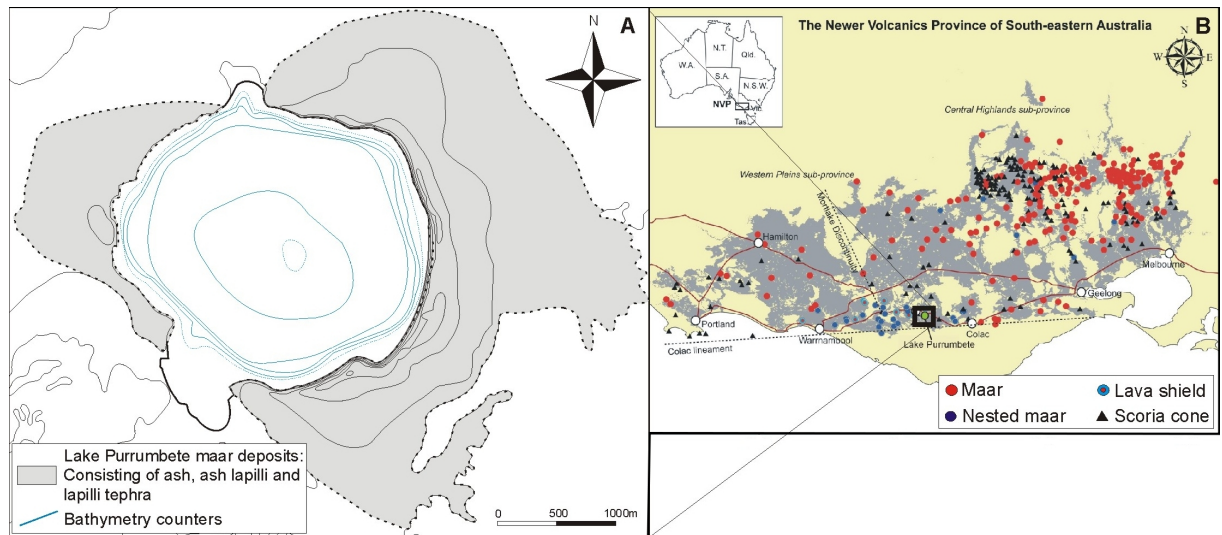 A
N
Lake Purrumbete maar deposits:
Consisting of ash, ash lapilli and
lapilli tephra
Bathymetry counters
0 500 1000m
The Newer Volcanics Province of South-eastern Australia
B
N
W E
S
N.T.
Qld.
W.A.
S.A.
N.S.W.
NVP
Vic.
Tas.
Central Highlands sub-province
Western Plains sub-province
Mortlake Discontinuity
Hamilton
Melbourne
Geelong
Portland
Warrnambool
Colac
Lake Purrumbete
Colac lineament
Maar
Lava shield
Nested maar
Scoria cone